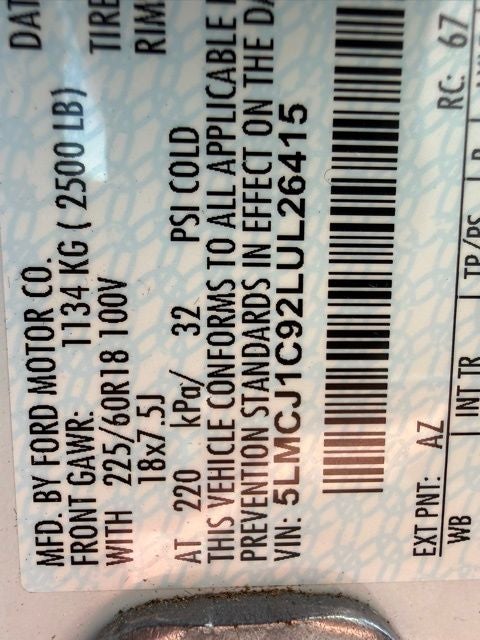 DAT
MFD. BY FORD MOTOR CO.
FRONT GAWR: 1134 KG ( 2500 LB)
TIRE
WITH 225/60R18 100V
RIMS
18x7.5J
AT 220 kPa/ 32 PSI COLD
THIS VEHICLE CONFORMS TO ALL APPLICABLE
PREVENTION STANDARDS IN EFFECT ON THE DA
VIN: 5LMCJ1C92LUL26415
EXT PNT: AZ
RC: 67
WB
INT TR
TP/PS
R